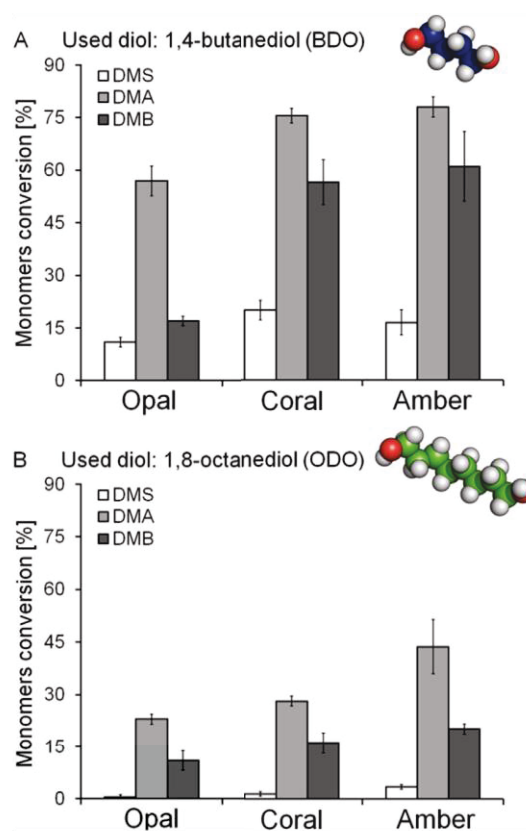 A Used diol: 1,4-butanediol (BDO)
90
75
60
45
30
15
0
Monomers conversion [%]
DMS
DMA
DMB
Opal Coral Amber
B Used diol: 1,8-octanediol (ODO)
90
75
60
45
30
15
0
Monomers conversion [%]
DMS
DMA
DMB
Opal Coral Amber